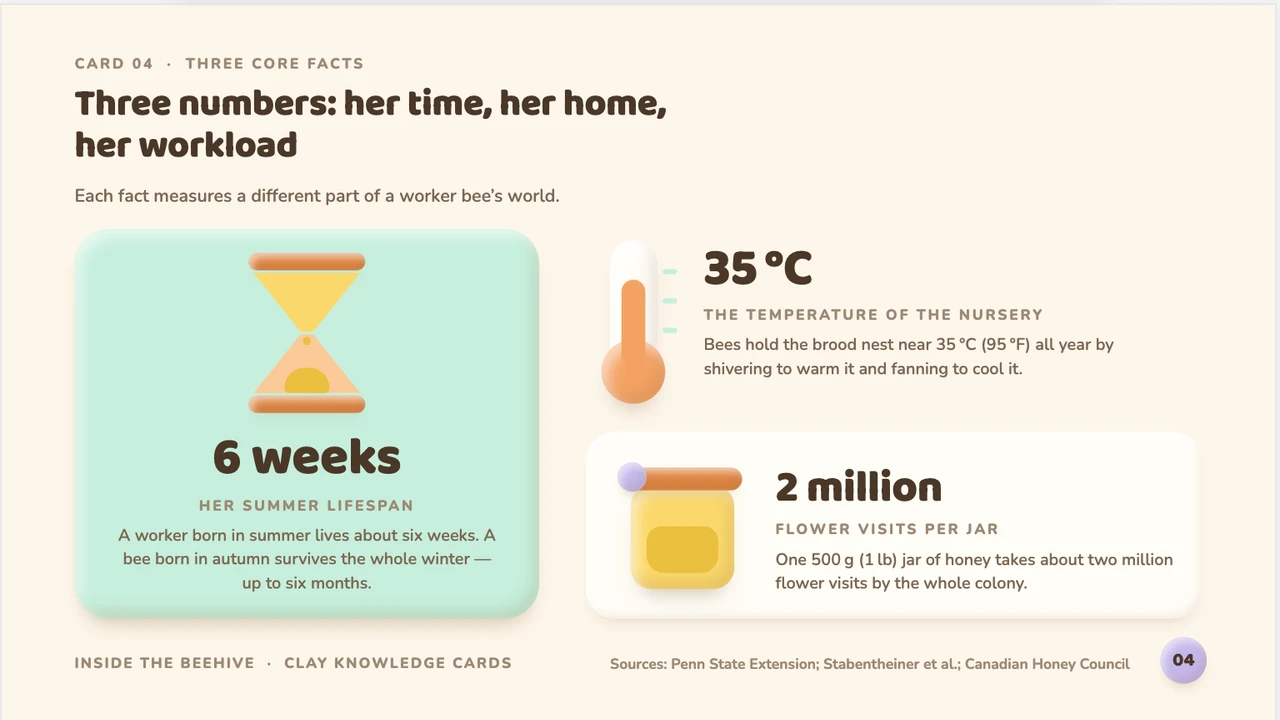 CARD 04 · THREE CORE FACTS
Three numbers: her time, her home,
her workload
Each fact measures a different part of a worker bee’s world.
6 weeks
HER SUMMER LIFESPAN
A worker born in summer lives about six weeks. A
bee born in autumn survives the whole winter —
up to six months.
35 °C
THE TEMPERATURE OF THE NURSERY
Bees hold the brood nest near 35 °C (95 °F) all year by
shivering to warm it and fanning to cool it.
2 million
FLOWER VISITS PER JAR
One 500 g (1 lb) jar of honey takes about two million
flower visits by the whole colony.
INSIDE THE BEEHIVE · CLAY KNOWLEDGE CARDS
Sources: Penn State Extension; Stabentheiner et al.; Canadian Honey Council
04